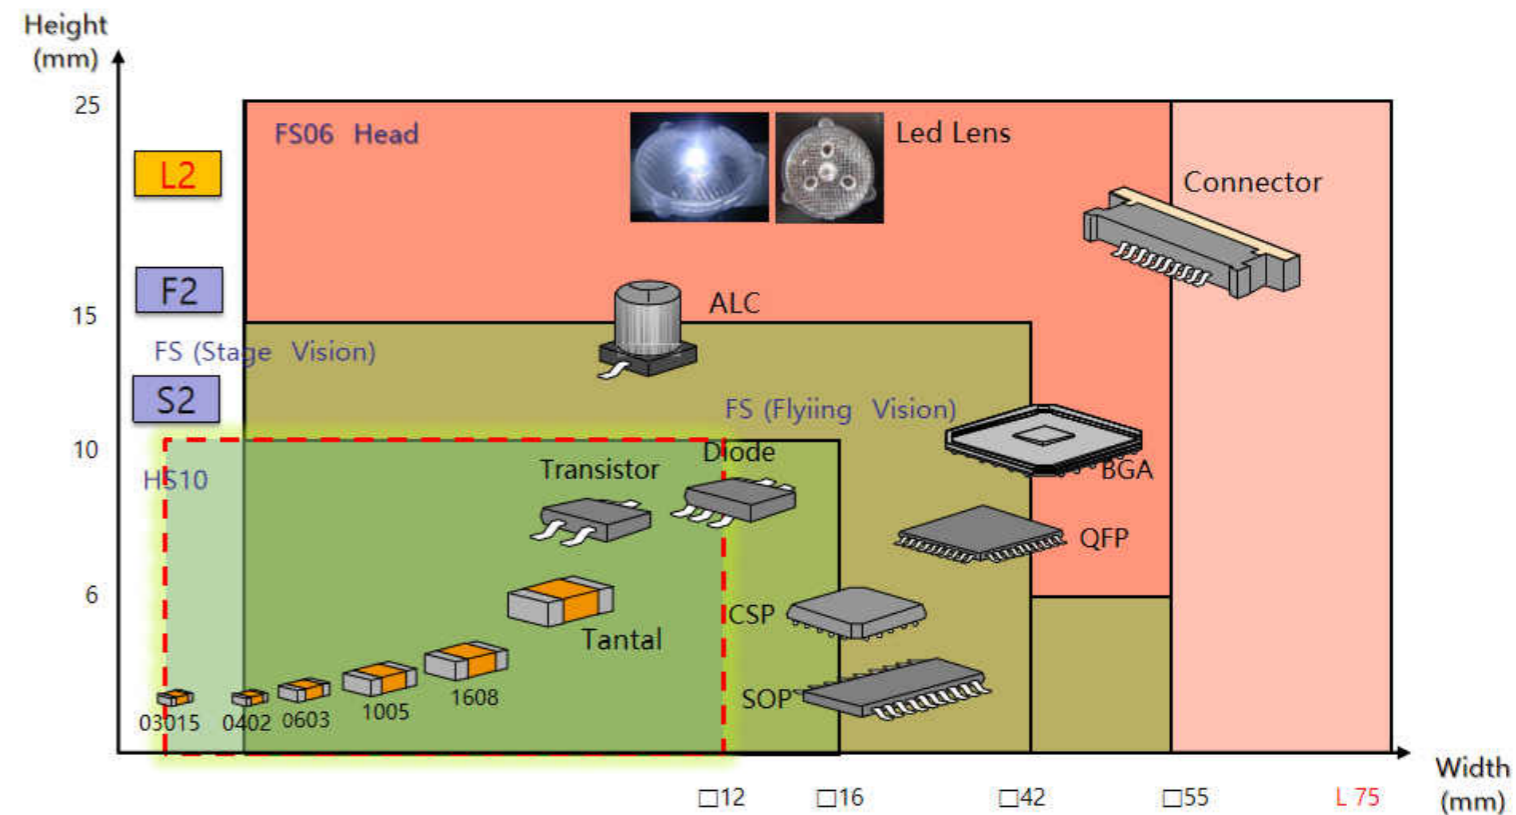 Height
(mm)
25
FS06 Head
Led Lens
L2
Connector
F2
15
ALC
FS (Stage Vision)
S2
FS (Flyiing Vision)
10
Diode
Transistor
BGA
HS10
QFP
6
CSP
Tantal
SOP
1608
1005
0603
0402
03015
Width
(mm)
□12
□16
□42
□55
L 75